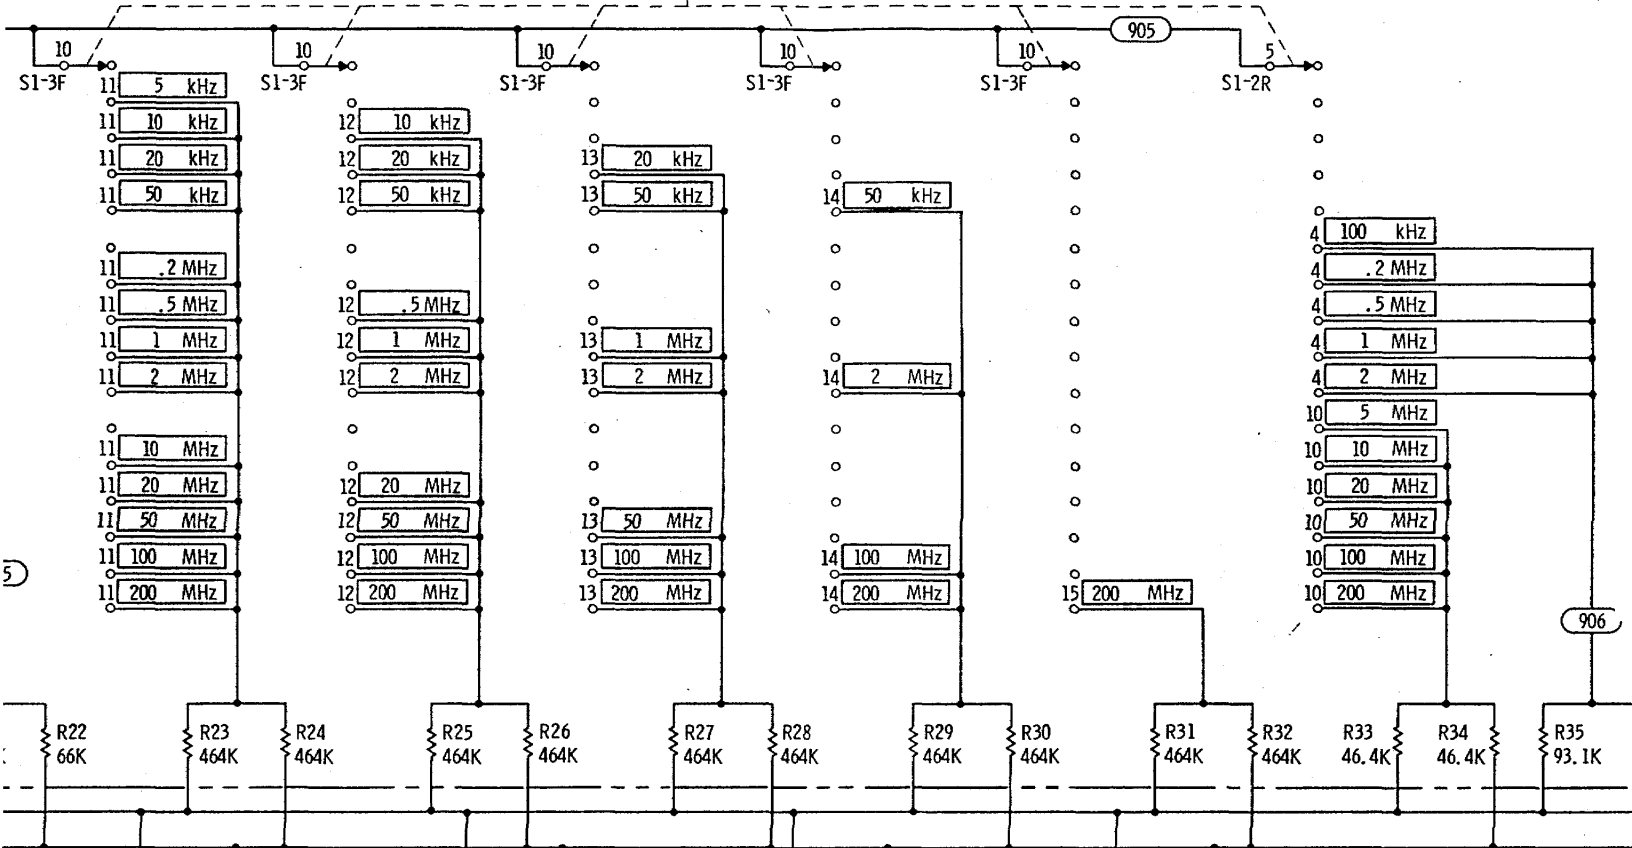 905
10 10 10 10 10 5
S1-3F S1-3F S1-3F S1-3F S1-3F S1-2R
11 5 kHz
11 10 kHz 12 10 kHz
11 20 kHz 12 20 kHz 13 20 kHz
11 50 kHz 12 50 kHz 13 50 kHz 14 50 kHz
4 100 kHz
11 .2 MHz 4 .2 MHz
11 .5 MHz 12 .5 MHz 4 .5 MHz
11 1 MHz 12 1 MHz 13 1 MHz 4 1 MHz
11 2 MHz 12 2 MHz 13 2 MHz 14 2 MHz 4 2 MHz
10 5 MHz
11 10 MHz 10 10 MHz
11 20 MHz 12 20 MHz 10 20 MHz
11 50 MHz 12 50 MHz 13 50 MHz 10 50 MHz
5 11 100 MHz 12 100 MHz 13 100 MHz 14 100 MHz 10 100 MHz
11 200 MHz 12 200 MHz 13 200 MHz 14 200 MHz 15 200 MHz 10 200 MHz
906
R22 R23 R24 R25 R26 R27 R28 R29 R30 R31 R32 R33 R34 R35
66K 464K 464K 464K 464K 464K 464K 464K 464K 464K 464K 46.4K 46.4K 93.1K